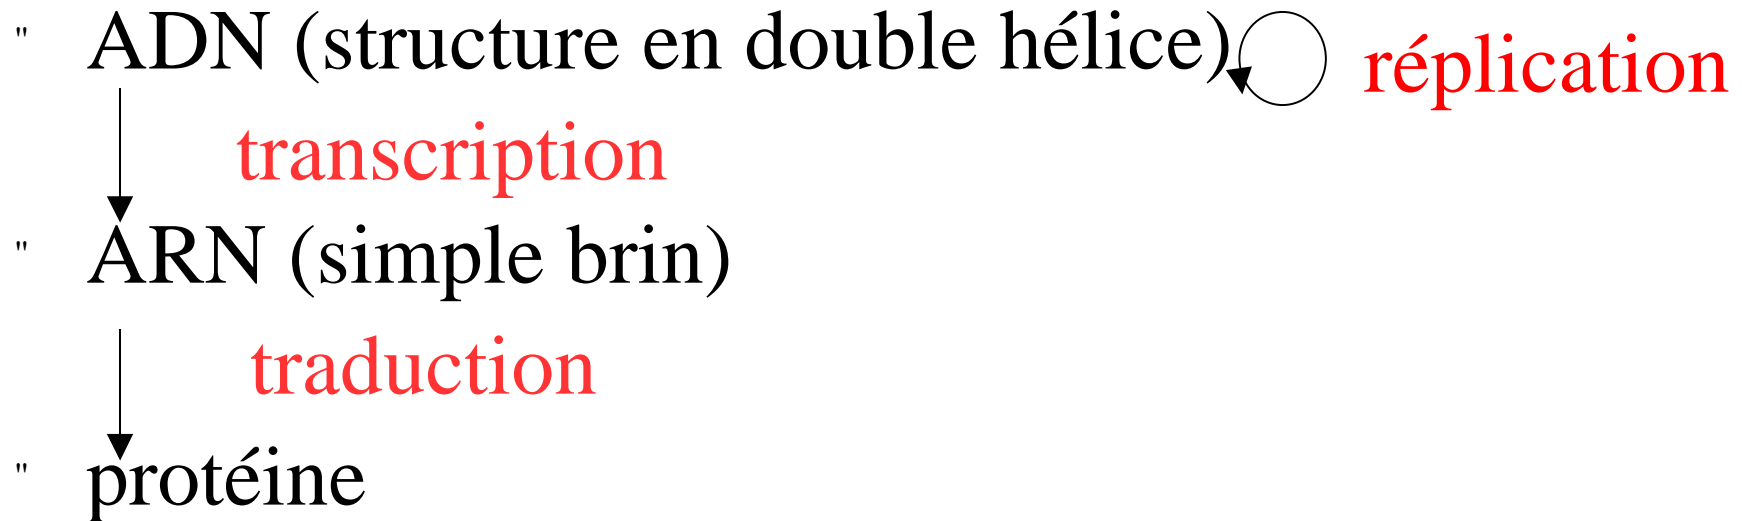 " ADN (structure en double hélice) réplication
transcription
" ARN (simple brin)
traduction
" protéine